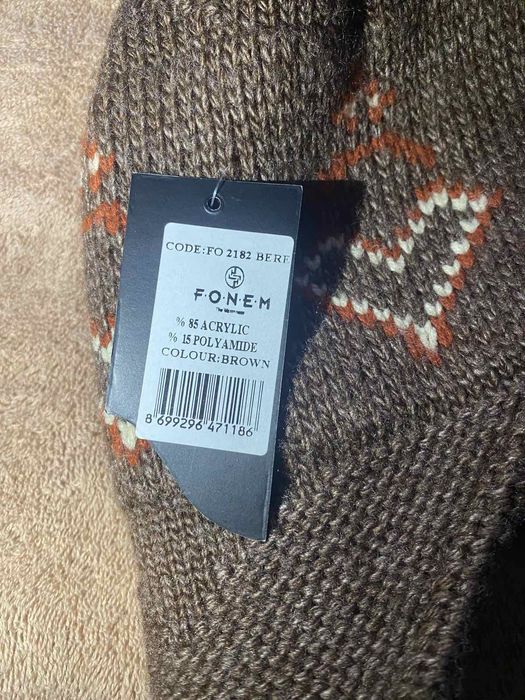 CODE:FO 2182 BERE
F·O·N·E·M
% 85 ACRYLIC
% 15 POLYAMIDE
COLOUR:BROWN
8 699296 471186